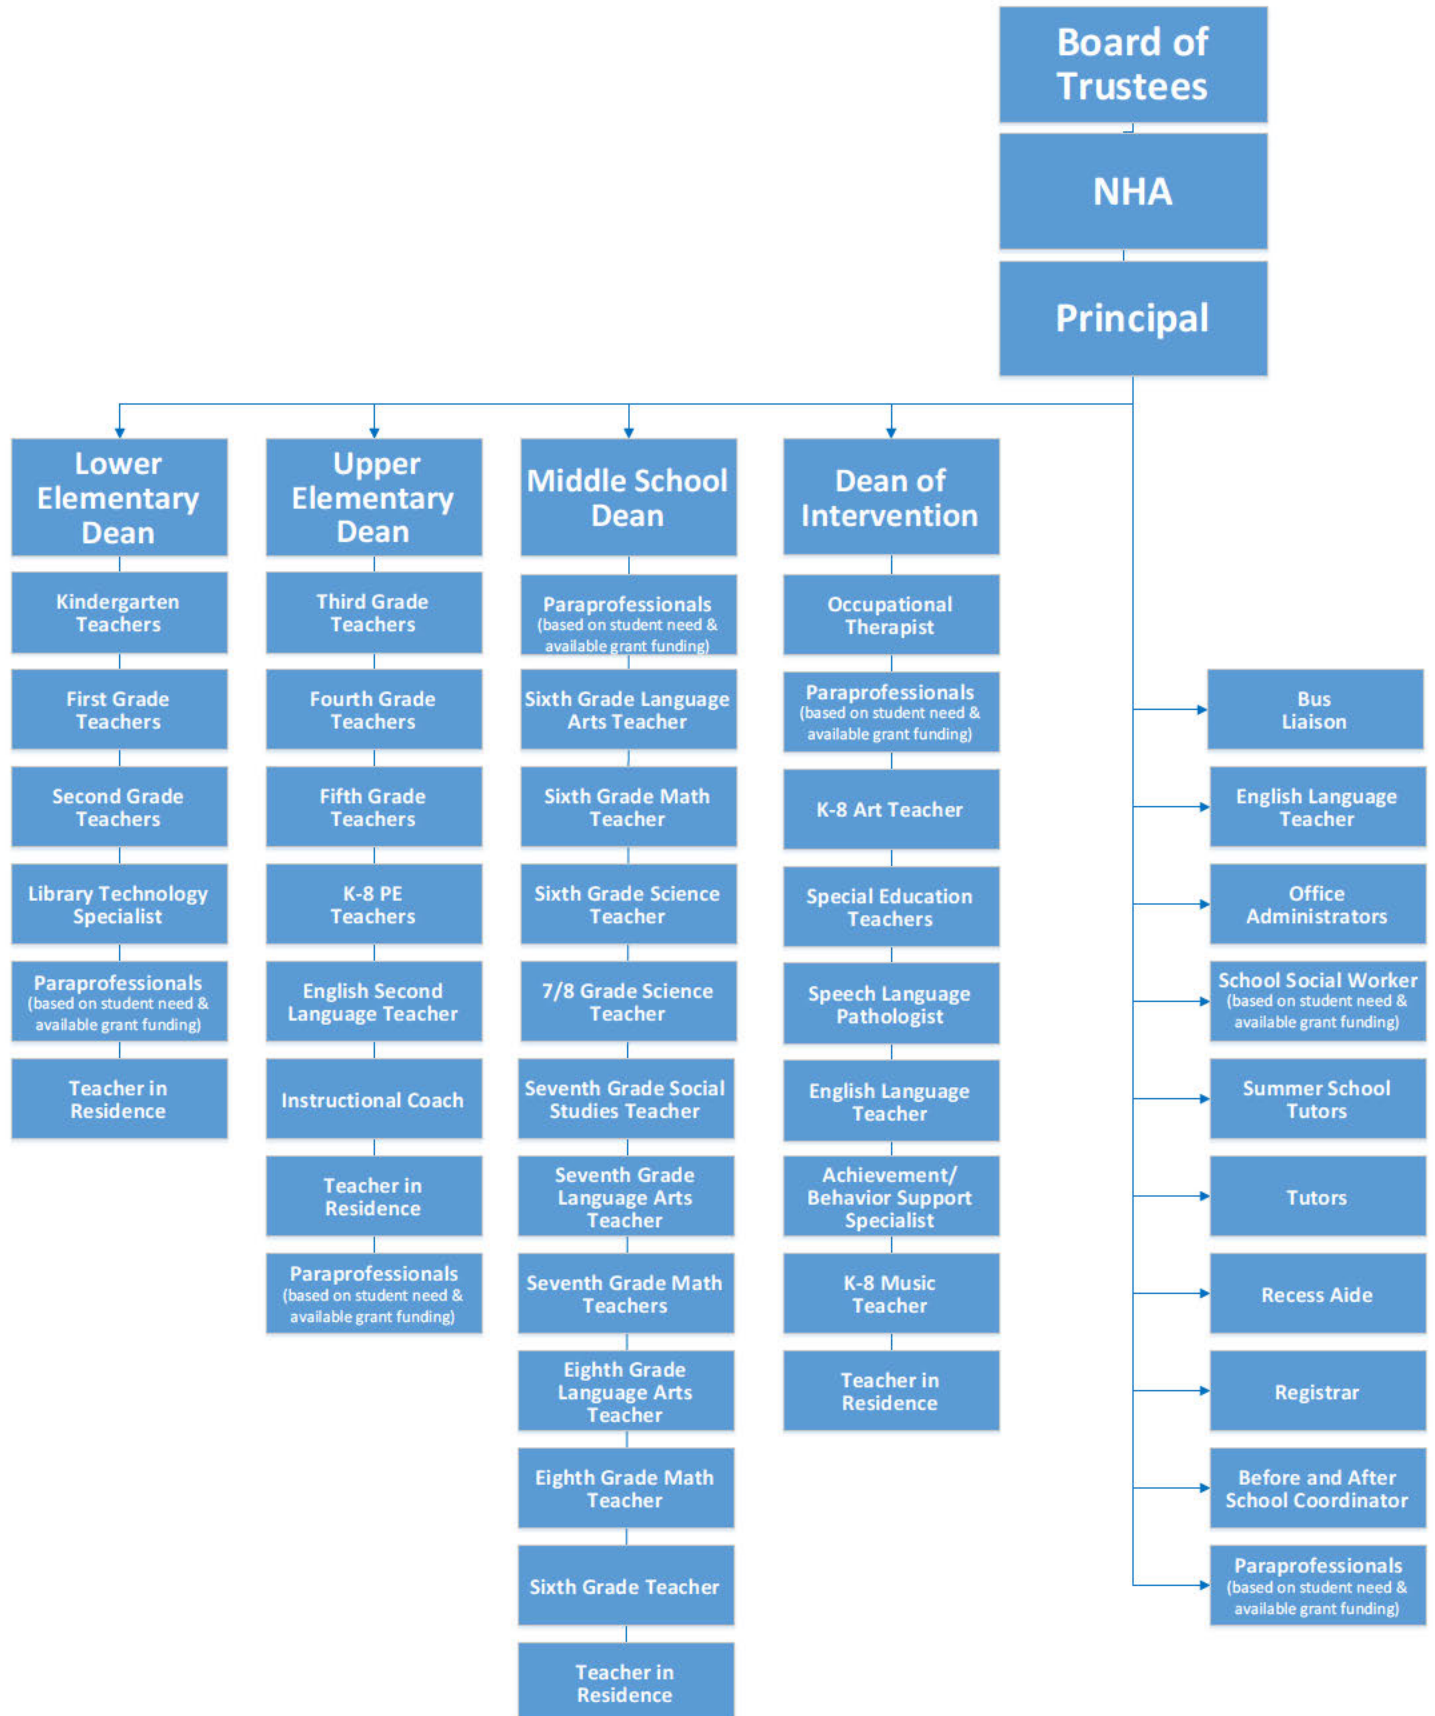 Board of
Trustees
NHA
Principal
Lower
Elementary
Dean
Kindergarten
Teachers
First Grade
Teachers
Second Grade
Teachers
Library Technology
Specialist
Paraprofessionals
(based on student need &
available grant funding)
Teacher in
Residence
Upper
Elementary
Dean
Third Grade
Teachers
Fourth Grade
Teachers
Fifth Grade
Teachers
K-8 PE
Teachers
English Second
Language Teacher
Instructional Coach
Teacher in
Residence
Paraprofessionals
(based on student need &
available grant funding)
Middle School
Dean
Paraprofessionals
(based on student need &
available grant funding)
Sixth Grade Language
Arts Teacher
Sixth Grade Math
Teacher
Sixth Grade Science
Teacher
7/8 Grade Science
Teacher
Seventh Grade Social
Studies Teacher
Seventh Grade
Language Arts
Teacher
Seventh Grade Math
Teachers
Eighth Grade
Language Arts
Teacher
Eighth Grade Math
Teacher
Sixth Grade Teacher
Teacher in
Residence
Dean of
Intervention
Occupational
Therapist
Paraprofessionals
(based on student need &
available grant funding)
K-8 Art Teacher
Special Education
Teachers
Speech Language
Pathologist
English Language
Teacher
Achievement/
Behavior Support
Specialist
K-8 Music
Teacher
Teacher in
Residence
Bus
Liaison
English Language
Teacher
Office
Administrators
School Social Worker
(based on student need &
available grant funding)
Summer School
Tutors
Tutors
Recess Aide
Registrar
Before and After
School Coordinator
Paraprofessionals
(based on student need &
available grant funding)